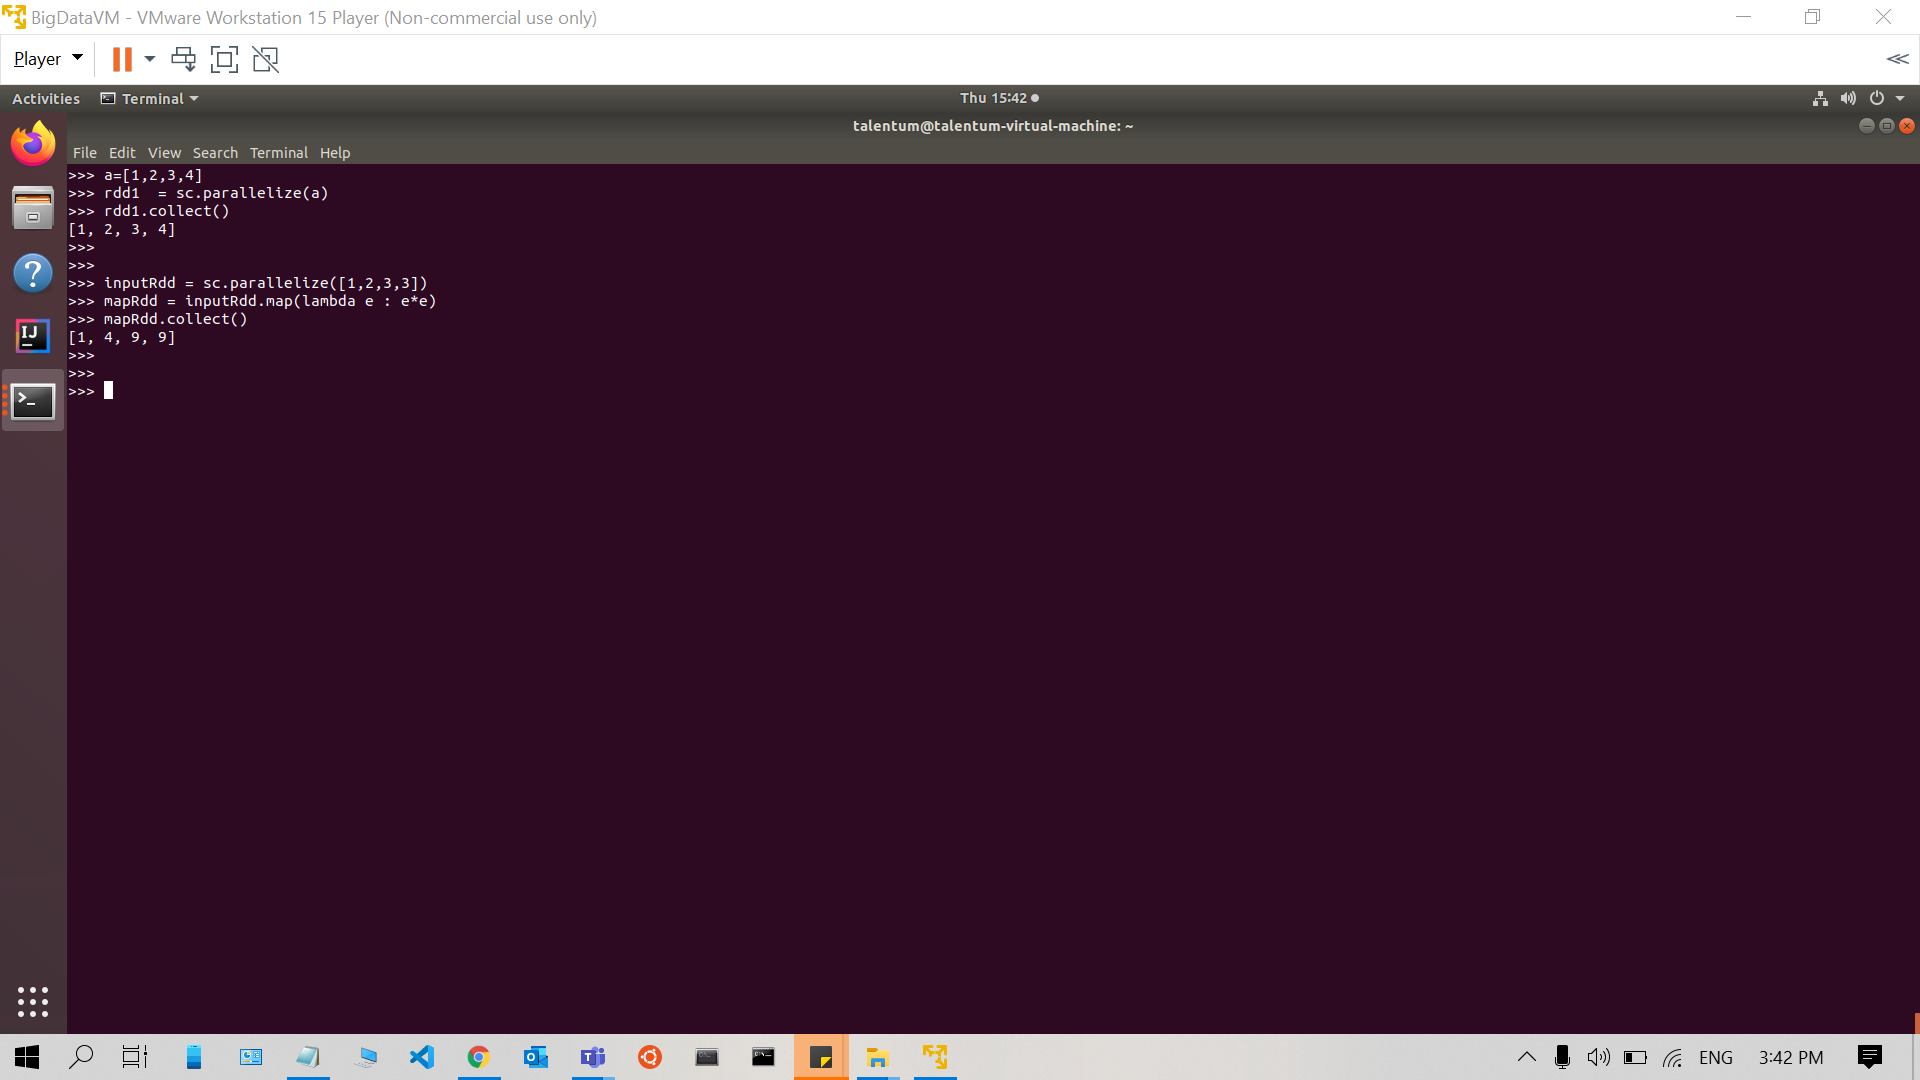 BigDataVM - VMware Workstation 15 Player (Non-commercial use only)
Player
Activities Terminal Thu 15:42
talentum@talentum-virtual-machine: ~
File Edit View Search Terminal Help
>>> a=[1,2,3,4]
>>> rdd1  = sc.parallelize(a)
>>> rdd1.collect()
[1, 2, 3, 4]
>>>
>>>
>>> inputRdd = sc.parallelize([1,2,3,3])
>>> mapRdd = inputRdd.map(lambda e : e*e)
>>> mapRdd.collect()
[1, 4, 9, 9]
>>>
>>>
>>>
ENG 3:42 PM